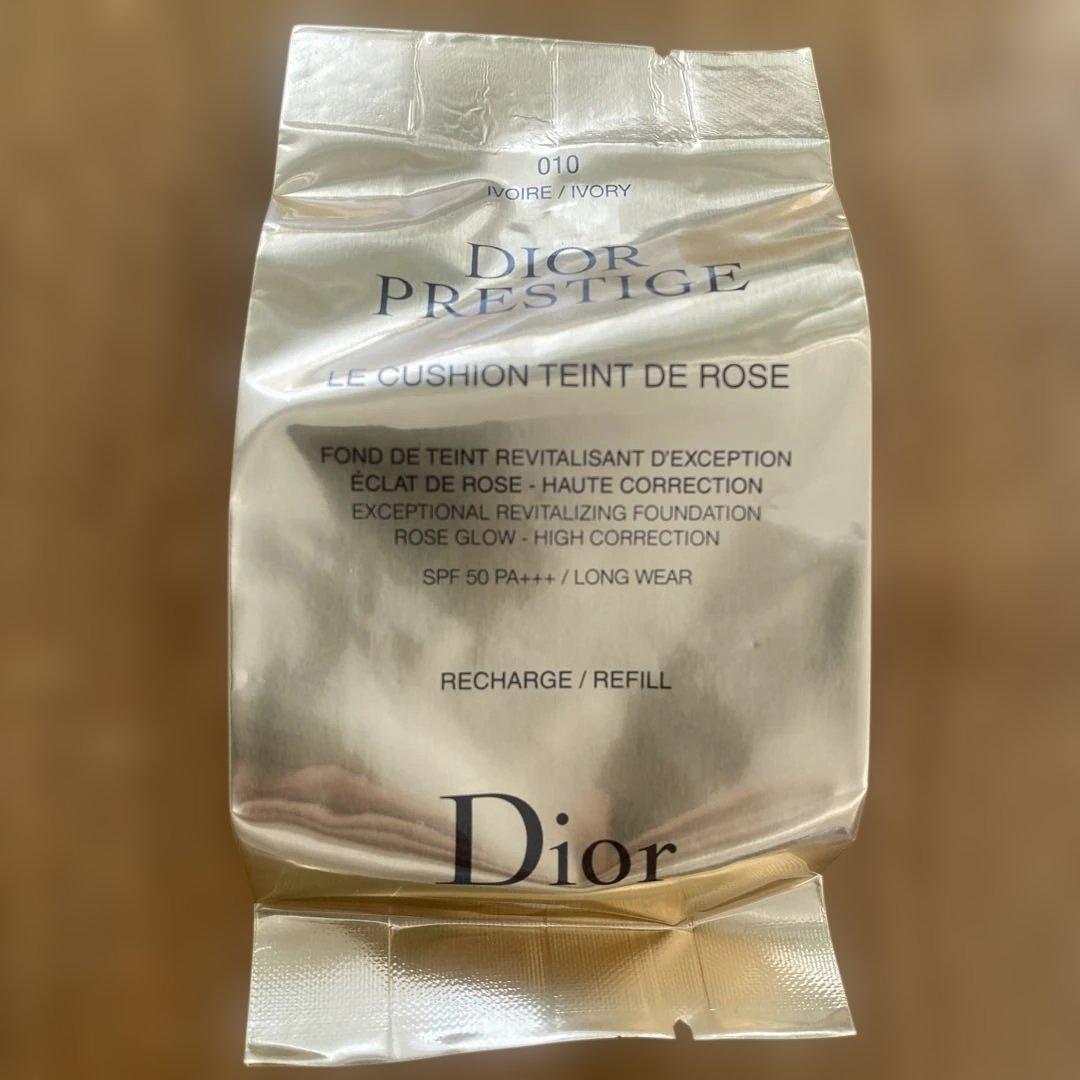 010
IVOIRE / IVORY
DIOR
PRESTIGE
LE CUSHION TEINT DE ROSE
FOND DE TEINT REVITALISANT D'EXCEPTION
ÉCLAT DE ROSE - HAUTE CORRECTION
EXCEPTIONAL REVITALIZING FOUNDATION
ROSE GLOW - HIGH CORRECTION
SPF 50 PA+++ / LONG WEAR
RECHARGE / REFILL
Dior